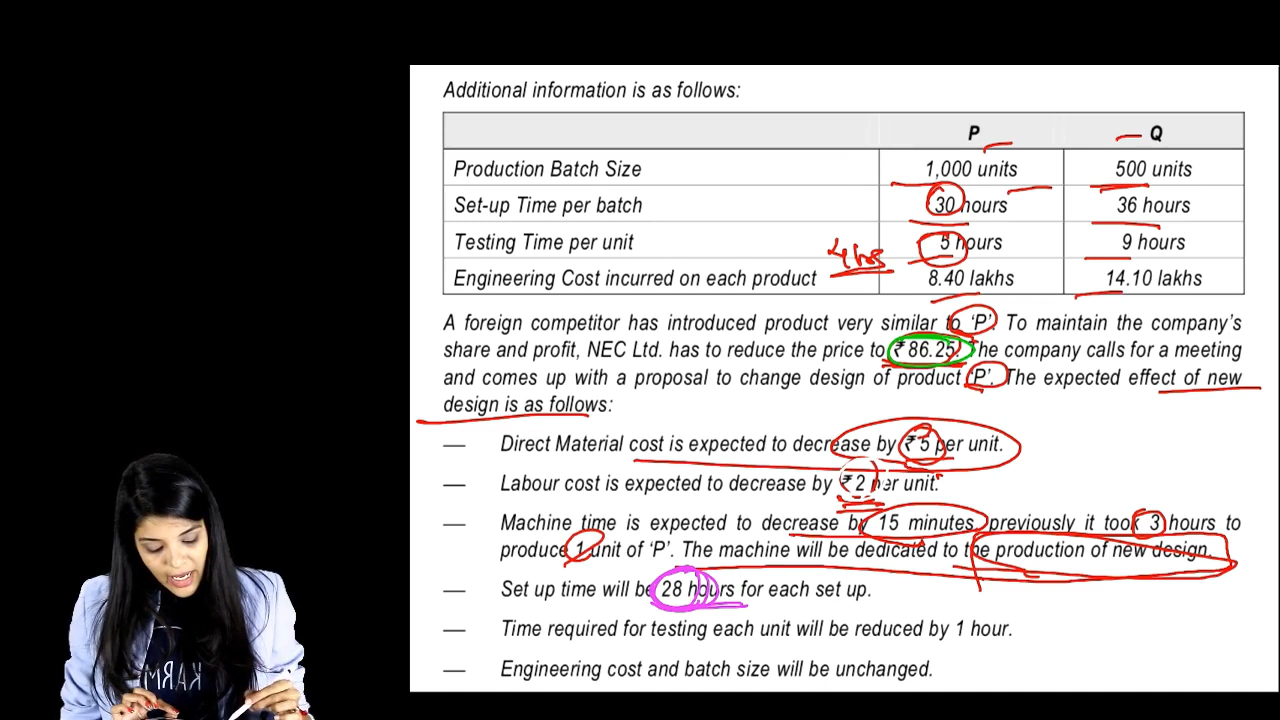 Additional information is as follows:
P Q
Production Batch Size 1,000 units 500 units
Set-up Time per batch 30 hours 36 hours
Testing Time per unit 5 hours 9 hours
4 hrs
Engineering Cost incurred on each product 8.40 lakhs 14.10 lakhs
A foreign competitor has introduced product very similar to ‘P’. To maintain the company’s
share and profit, NEC Ltd. has to reduce the price to ₹ 86.25. The company calls for a meeting
and comes up with a proposal to change design of product ‘P’. The expected effect of new
design is as follows:
— Direct Material cost is expected to decrease by ₹ 5 per unit.
— Labour cost is expected to decrease by ₹ 2 per unit.
— Machine time is expected to decrease by 15 minutes, previously it took 3 hours to
produce 1 unit of ‘P’. The machine will be dedicated to the production of new design.
— Set up time will be 28 hours for each set up.
— Time required for testing each unit will be reduced by 1 hour.
— Engineering cost and batch size will be unchanged.
KARM